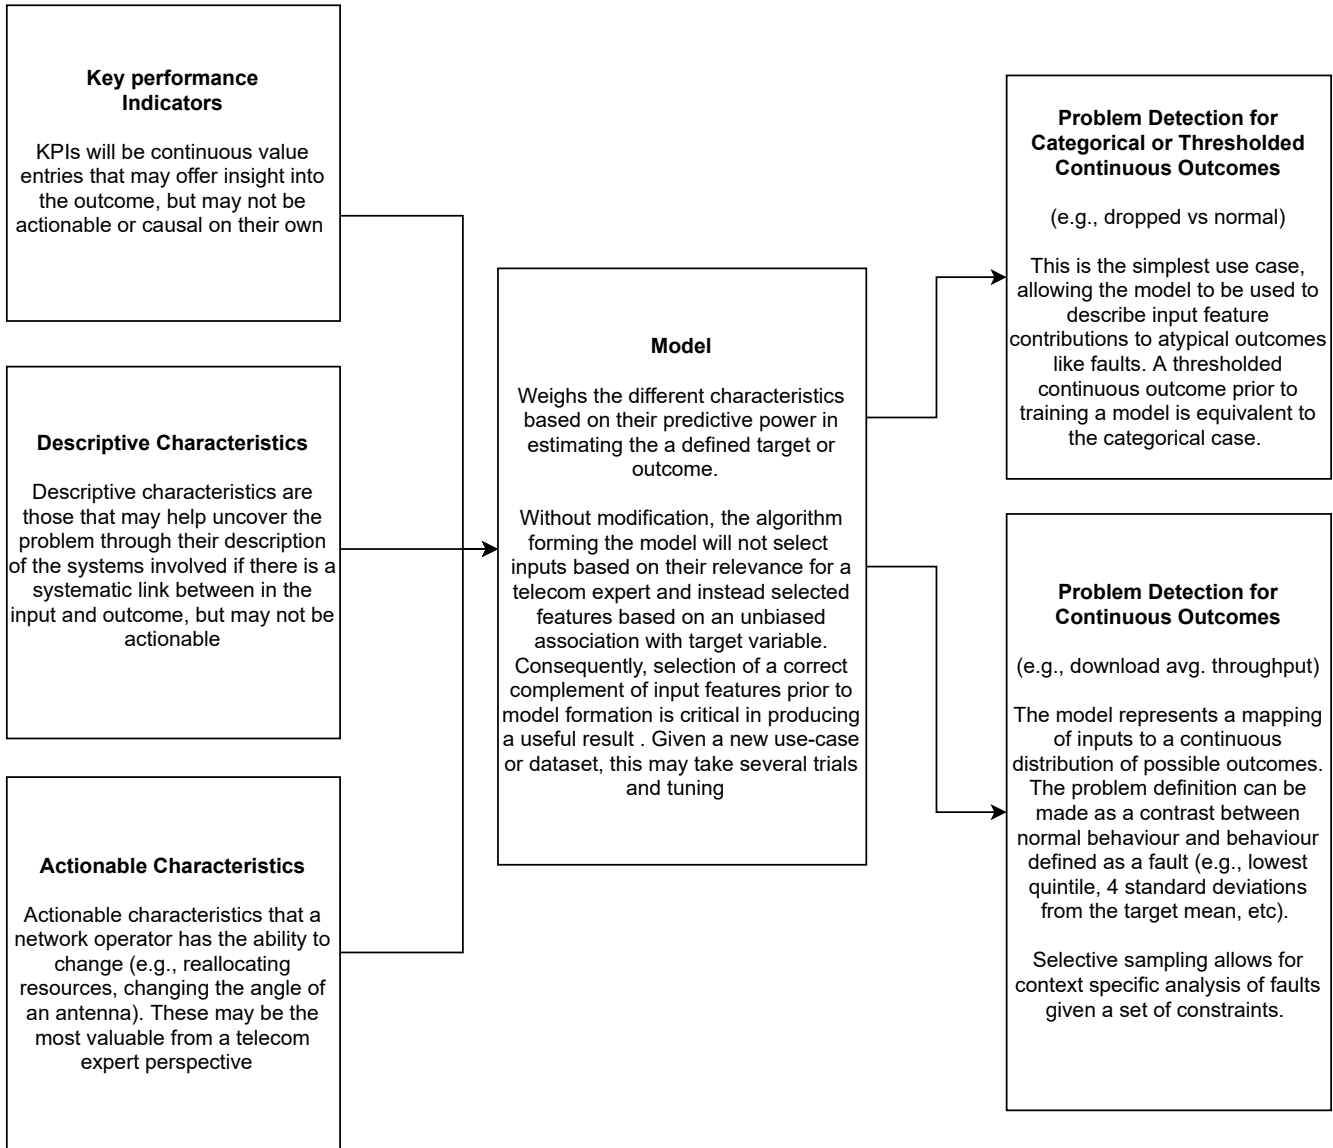 Key performance
Indicators
KPIs will be continuous value
entries that may offer insight into
the outcome, but may not be
actionable or causal on their own
Descriptive Characteristics
Descriptive characteristics are
those that may help uncover the
problem through their description
of the systems involved if there is a
systematic link between in the
input and outcome, but may not be
actionable
Actionable Characteristics
Actionable characteristics that a
network operator has the ability to
change (e.g., reallocating
resources, changing the angle of
an antenna). These may be the
most valuable from a telecom
expert perspective
Model
Weighs the different characteristics
based on their predictive power in
estimating the a defined target or
outcome.
Without modification, the algorithm
forming the model will not select
inputs based on their relevance for a
telecom expert and instead selected
features based on an unbiased
association with target variable.
Consequently, selection of a correct
complement of input features prior to
model formation is critical in producing
a useful result . Given a new use-case
or dataset, this may take several trials
and tuning
Problem Detection for
Categorical or Thresholded
Continuous Outcomes
(e.g., dropped vs normal)
This is the simplest use case,
allowing the model to be used to
describe input feature
contributions to atypical outcomes
like faults. A thresholded
continuous outcome prior to
training a model is equivalent to
the categorical case.
Problem Detection for
Continuous Outcomes
(e.g., download avg. throughput)
The model represents a mapping
of inputs to a continuous
distribution of possible outcomes.
The problem definition can be
made as a contrast between
normal behaviour and behaviour
defined as a fault (e.g., lowest
quintile, 4 standard deviations
from the target mean, etc).
Selective sampling allows for
context specific analysis of faults
given a set of constraints.